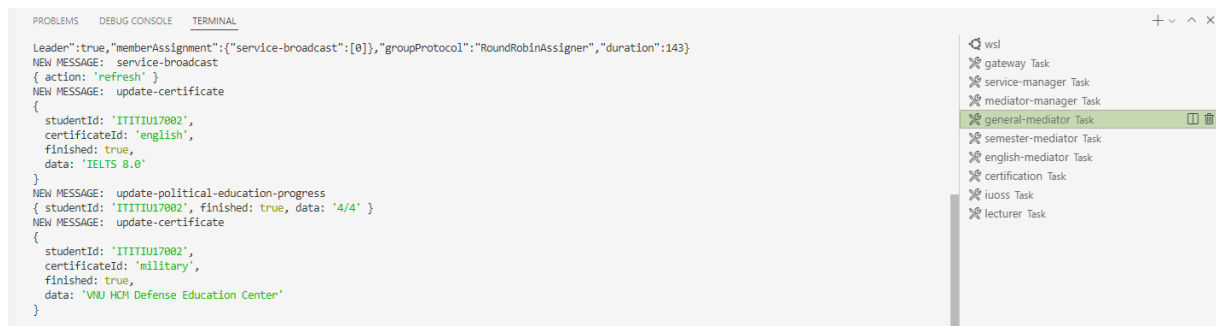 PROBLEMS DEBUG CONSOLE TERMINAL
Leader":true,"memberAssignment":{"service-broadcast":[0]},"groupProtocol":"RoundRobinAssigner","duration":143}
NEW MESSAGE:  service-broadcast
{ action: 'refresh' }
NEW MESSAGE:  update-certificate
{
  studentId: 'ITITIU17002',
  certificateId: 'english',
  finished: true,
  data: 'IELTS 8.0'
}
NEW MESSAGE:  update-political-education-progress
{ studentId: 'ITITIU17002', finished: true, data: '4/4' }
NEW MESSAGE:  update-certificate
{
  studentId: 'ITITIU17002',
  certificateId: 'military',
  finished: true,
  data: 'VNU HCM Defense Education Center'
}
wsl
gateway Task
service-manager Task
mediator-manager Task
general-mediator Task
semester-mediator Task
english-mediator Task
certification Task
iuoss Task
lecturer Task